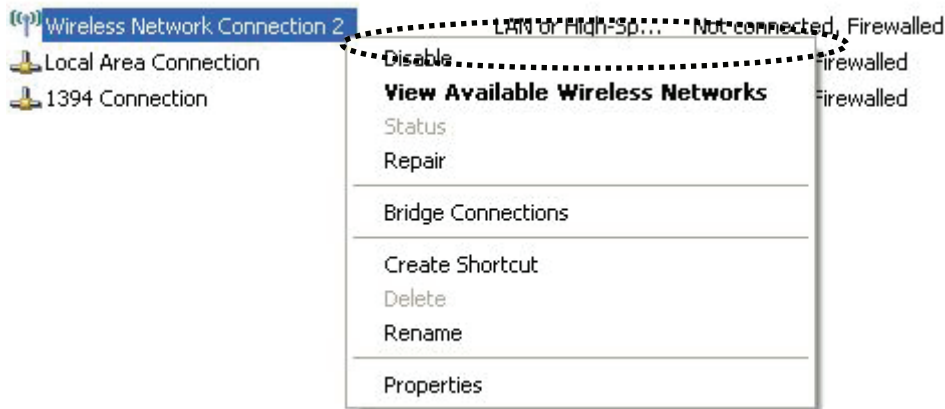 Wireless Network Connection 2 LAN or High-Sp... Not connected, Firewalled
Disable
Local Area Connection Firewalled
View Available Wireless Networks
1394 Connection Firewalled
Status
Repair
Bridge Connections
Create Shortcut
Delete
Rename
Properties